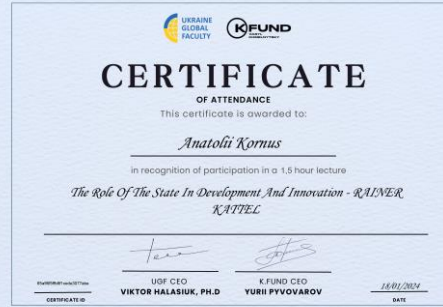 UKRAINE
GLOBAL
FACULTY
KFUND
CERTIFICATE
OF ATTENDANCE
This certificate is awarded to:
Anatolii Kornus
in recognition of participation in a 1,5 hour lecture
The Role Of The State In Development And Innovation - RAINER
KATTEL
UGF CEO
VIKTOR HALASIUK, PH.D
K.FUND CEO
YURII PYVOVAROV
18/01/2024
CERTIFICATE ID
DATE